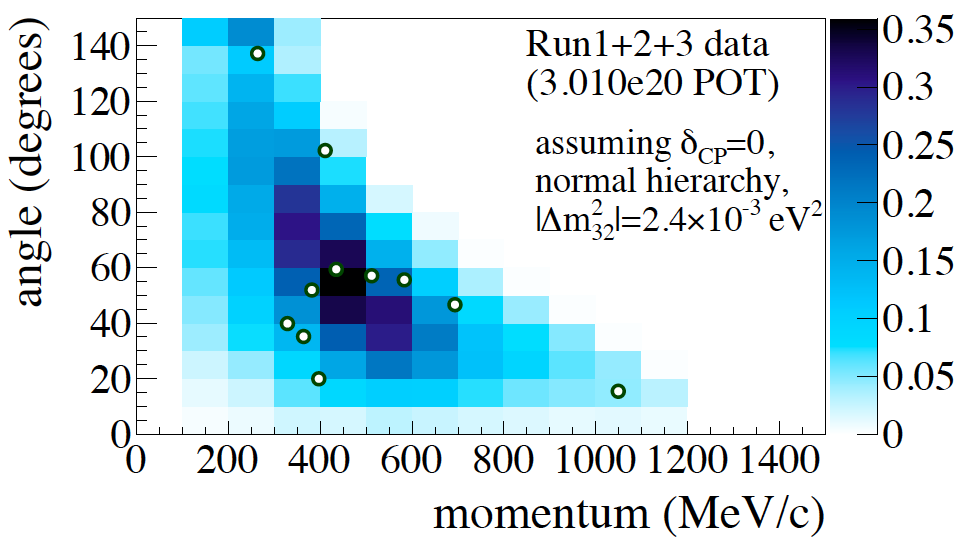 Run1+2+3 data
(3.010e20 POT)
assuming δCP=0,
normal hierarchy,
|Δm²₃₂|=2.4×10⁻³ eV²
angle (degrees)
140
120
100
80
60
40
20
0
0 200 400 600 800 1000 1200 1400
momentum (MeV/c)
0.35
0.3
0.25
0.2
0.15
0.1
0.05
0